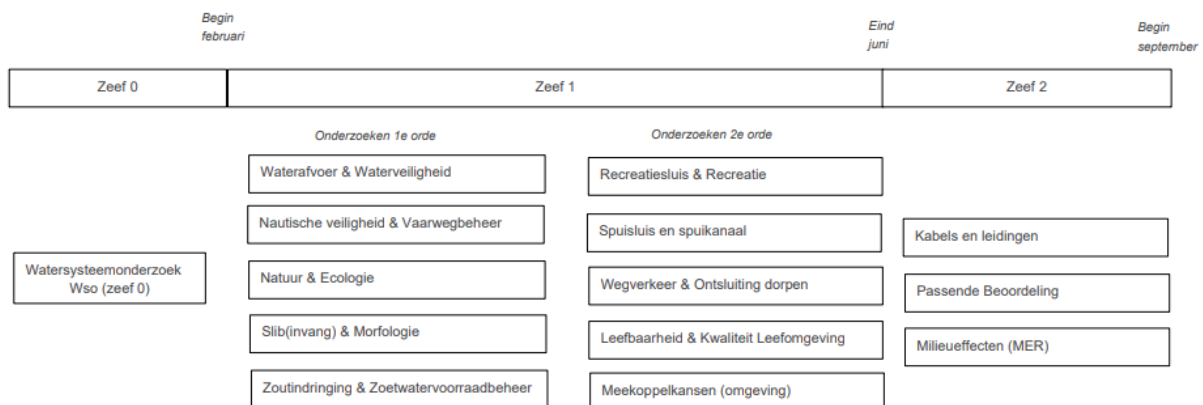 Begin
februari
Eind
juni
Begin
september
Zeef 0
Zeef 1
Zeef 2
Onderzoeken 1e orde
Onderzoeken 2e orde
Waterafvoer & Waterveiligheid
Recreatiesluis & Recreatie
Nautische veiligheid & Vaarwegbeheer
Spuisluis en spuikanaal
Kabels en leidingen
Watersysteemonderzoek
Wso (zeef 0)
Natuur & Ecologie
Wegverkeer & Ontsluiting dorpen
Passende Beoordeling
Slib(invang) & Morfologie
Leefbaarheid & Kwaliteit Leefomgeving
Milieueffecten (MER)
Zoutindringing & Zoetwatervoorraadbeheer
Meekoppelkansen (omgeving)